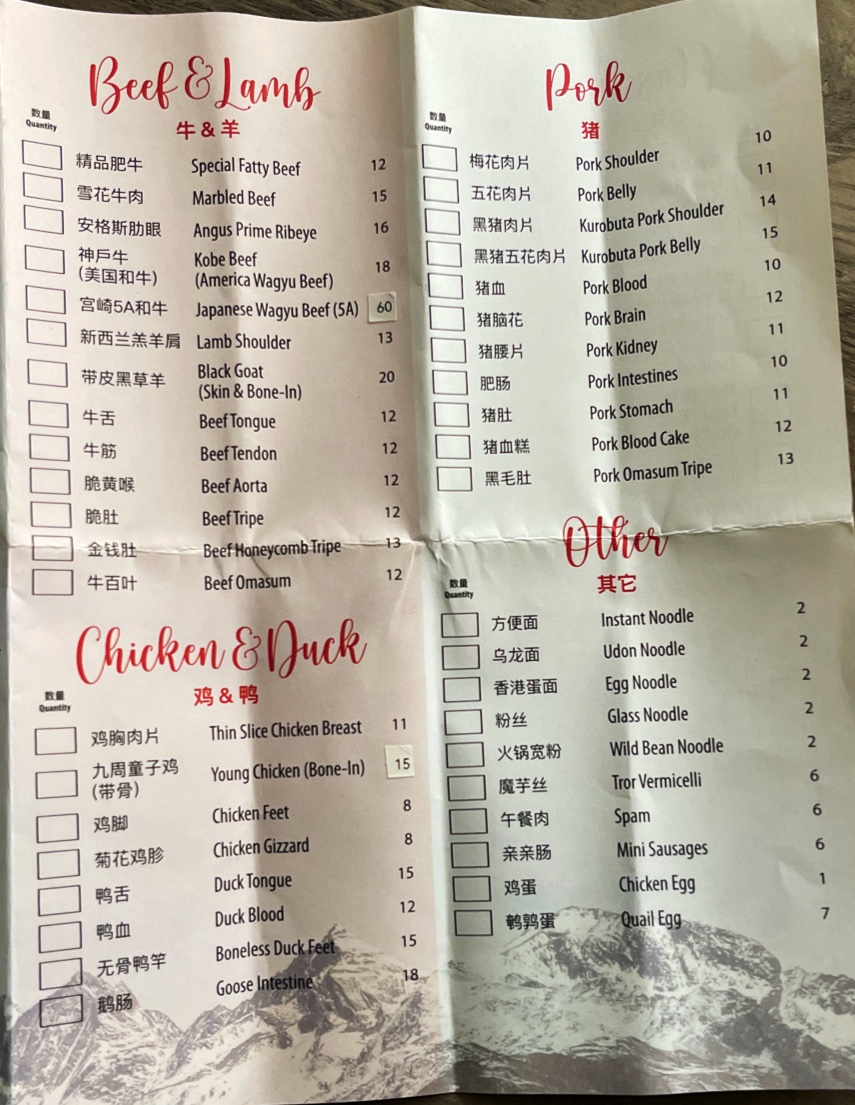 Beef & Lamb
牛 & 羊
数量
Quantity
精品肥牛 Special Fatty Beef 12
雪花牛肉 Marbled Beef 15
安格斯肋眼 Angus Prime Ribeye 16
神戶牛 Kobe Beef
(美国和牛) (America Wagyu Beef) 18
宫崎5A和牛 Japanese Wagyu Beef (5A) 60
新西兰羔羊肩 Lamb Shoulder 13
带皮黑草羊 Black Goat
(Skin & Bone-In) 20
牛舌 Beef Tongue 12
牛筋 Beef Tendon 12
脆黄喉 Beef Aorta 12
脆肚 Beef Tripe 12
金钱肚 Beef Honeycomb Tripe 13
牛百叶 Beef Omasum 12
Chicken & Duck
鸡 & 鸭
数量
Quantity
鸡胸肉片 Thin Slice Chicken Breast 11
九周童子鸡 Young Chicken (Bone-In) 15
(带骨)
鸡脚 Chicken Feet 8
菊花鸡胗 Chicken Gizzard 8
鸭舌 Duck Tongue 15
鸭血 Duck Blood 12
无骨鸭竿 Boneless Duck Feet 15
鹅肠 Goose Intestine 18
Pork
猪
数量
Quantity
梅花肉片 Pork Shoulder 10
五花肉片 Pork Belly 11
黑猪肉片 Kurobuta Pork Shoulder 14
黑猪五花肉片 Kurobuta Pork Belly 15
猪血 Pork Blood 10
猪脑花 Pork Brain 12
猪腰片 Pork Kidney 11
肥肠 Pork Intestines 10
猪肚 Pork Stomach 11
猪血糕 Pork Blood Cake 12
黑毛肚 Pork Omasum Tripe 13
Other
其它
数量
Quantity
方便面 Instant Noodle 2
乌龙面 Udon Noodle 2
香港蛋面 Egg Noodle 2
粉丝 Glass Noodle 2
火锅宽粉 Wild Bean Noodle 2
魔芋丝 Tror Vermicelli 6
午餐肉 Spam 6
亲亲肠 Mini Sausages 6
鸡蛋 Chicken Egg 1
鹌鹑蛋 Quail Egg 7